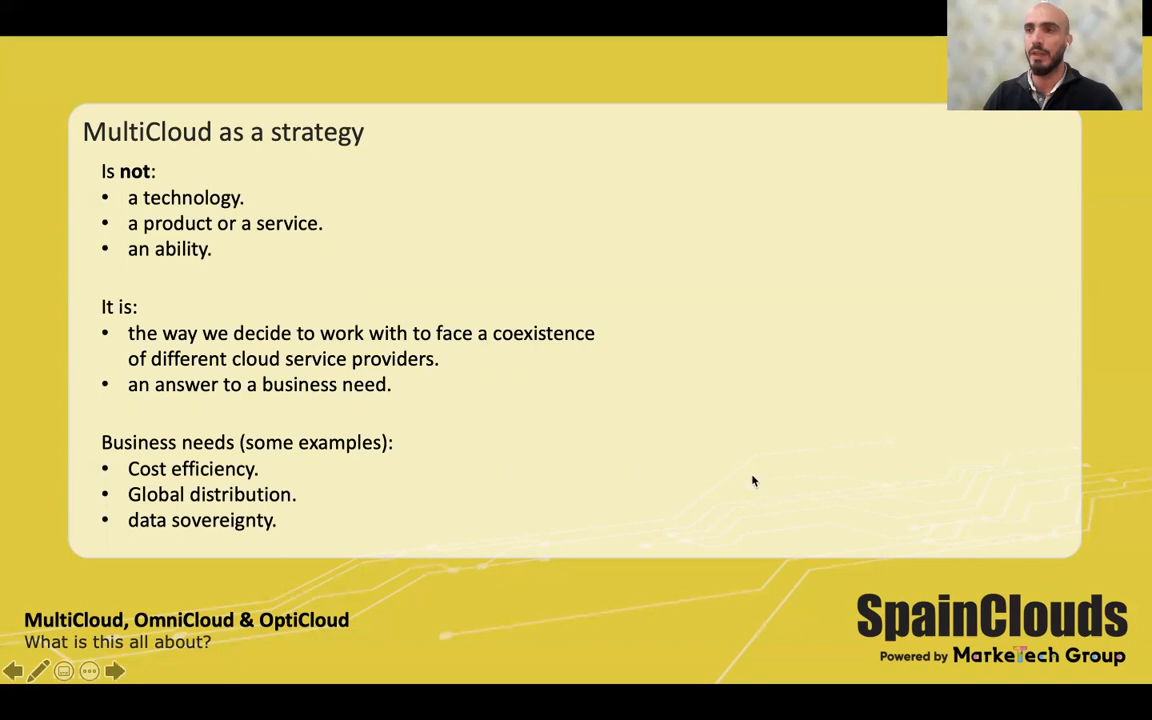 MultiCloud as a strategy
Is not:
• a technology.
• a product or a service.
• an ability.
It is:
• the way we decide to work with to face a coexistence
of different cloud service providers.
• an answer to a business need.
Business needs (some examples):
• Cost efficiency.
• Global distribution.
• data sovereignty.
MultiCloud, OmniCloud & OptiCloud
What is this all about?
SpainClouds
Powered by MarkeTech Group